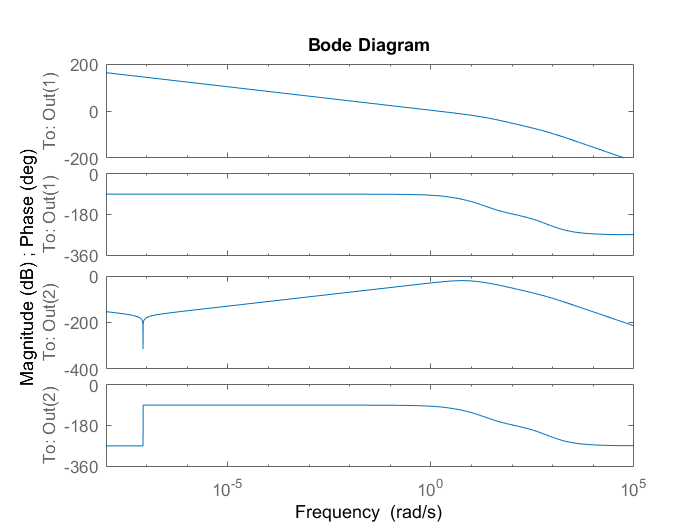 Bode Diagram
Magnitude (dB) ; Phase (deg)
To: Out(1)
200
0
-200
To: Out(1)
0
-180
-360
To: Out(2)
0
-200
-400
To: Out(2)
0
-180
-360
10^-5
10^0
10^5
Frequency (rad/s)